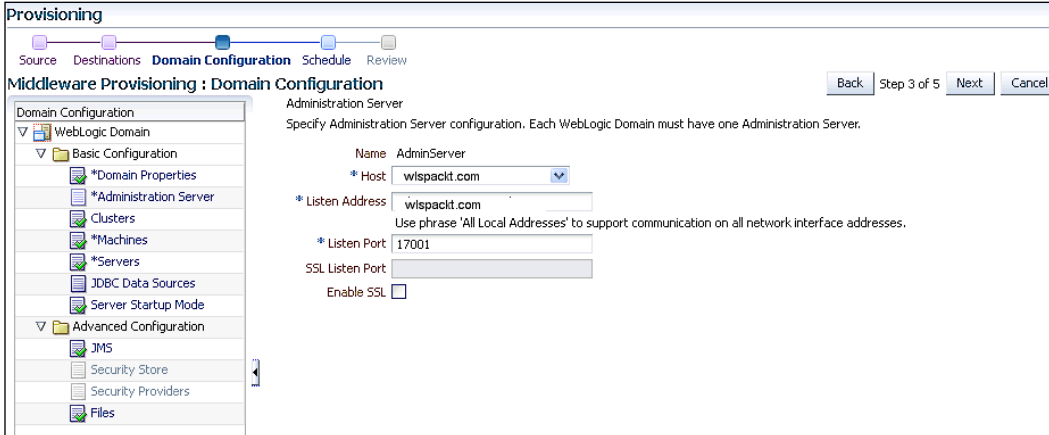 Provisioning
Source Destinations Domain Configuration Schedule Review
Middleware Provisioning : Domain Configuration
Back Step 3 of 5 Next Cancel
Domain Configuration
WebLogic Domain
Basic Configuration
*Domain Properties
*Administration Server
Clusters
*Machines
*Servers
JDBC Data Sources
Server Startup Mode
Advanced Configuration
JMS
Security Store
Security Providers
Files
Administration Server
Specify Administration Server configuration. Each WebLogic Domain must have one Administration Server.
Name AdminServer
* Host wlspackt.com
* Listen Address wlspackt.com
Use phrase 'All Local Addresses' to support communication on all network interface addresses.
* Listen Port 17001
SSL Listen Port
Enable SSL